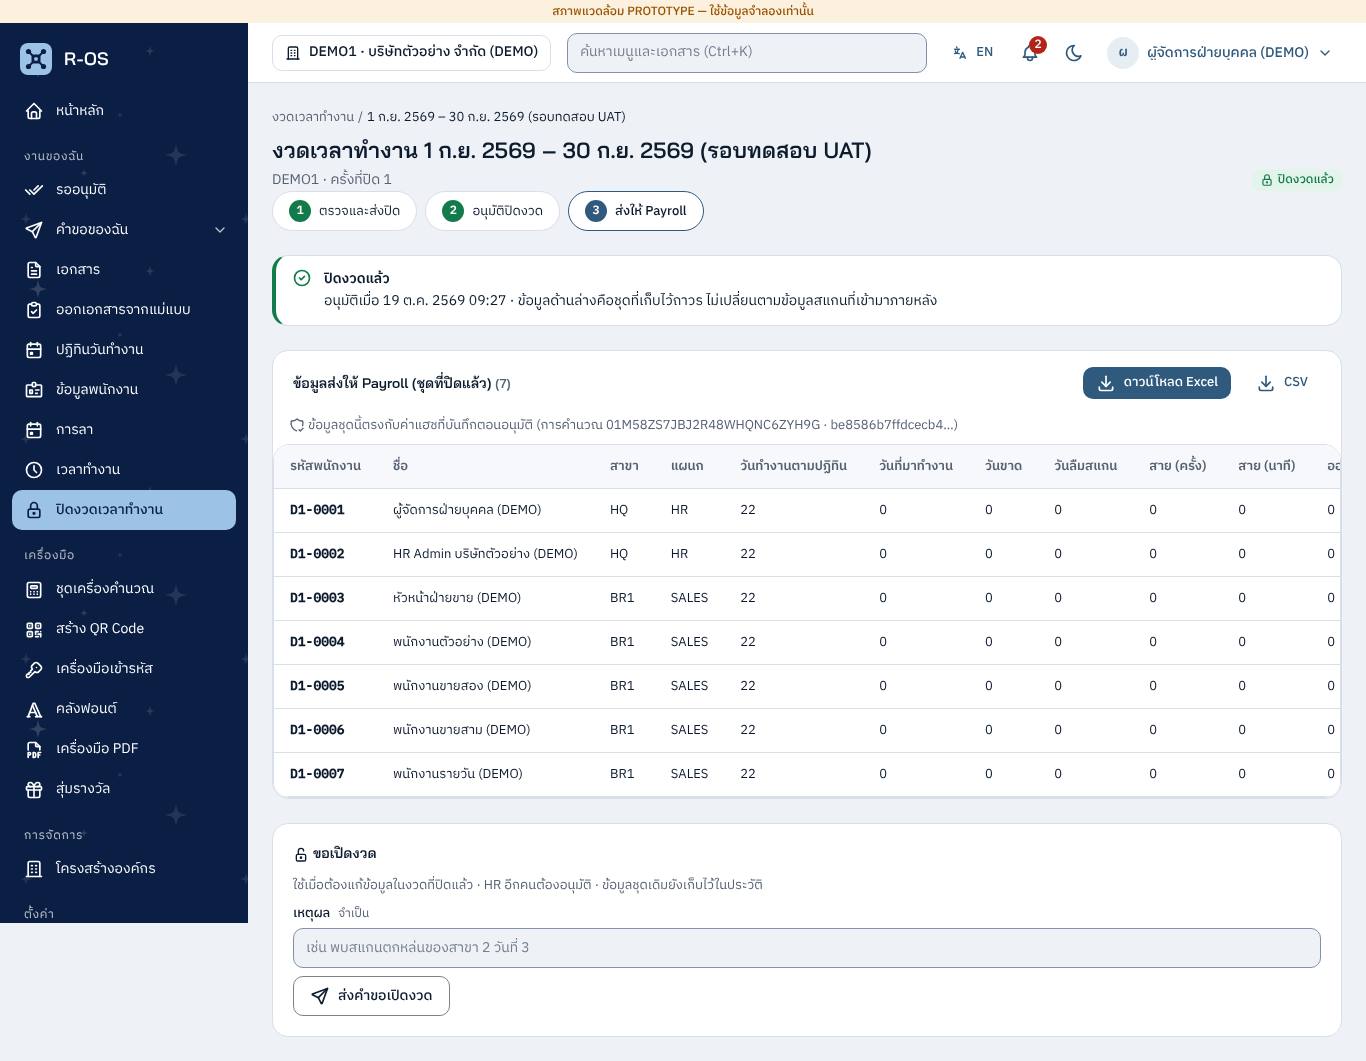 สภาพแวดล้อม PROTOTYPE — ใช้ข้อมูลจำลองเท่านั้น
R-OS
DEMO1 · บริษัทตัวอย่าง จำกัด (DEMO)
ค้นหาเมนูและเอกสาร (Ctrl+K)
EN
2
ผ
ผู้จัดการฝ่ายบุคคล (DEMO)
หน้าหลัก
งานของฉัน
รออนุมัติ
คำขอของฉัน
เอกสาร
ออกเอกสารจากแม่แบบ
ปฏิทินวันทำงาน
ข้อมูลพนักงาน
การลา
เวลาทำงาน
ปิดงวดเวลาทำงาน
เครื่องมือ
ชุดเครื่องคำนวณ
สร้าง QR Code
เครื่องมือเข้ารหัส
คลังฟอนต์
เครื่องมือ PDF
สุ่มรางวัล
การจัดการ
โครงสร้างองค์กร
ตั้งค่า
งวดเวลาทำงาน / 1 ก.ย. 2569 – 30 ก.ย. 2569 (รอบทดสอบ UAT)
งวดเวลาทำงาน 1 ก.ย. 2569 – 30 ก.ย. 2569 (รอบทดสอบ UAT)
DEMO1 · ครั้งที่ปิด 1
ปิดงวดแล้ว
1 ตรวจและส่งปิด
2 อนุมัติปิดงวด
3 ส่งให้ Payroll
ปิดงวดแล้ว
อนุมัติเมื่อ 19 ต.ค. 2569 09:27 · ข้อมูลด้านล่างคือชุดที่เก็บไว้ถาวร ไม่เปลี่ยนตามข้อมูลสแกนที่เข้ามาภายหลัง
ข้อมูลส่งให้ Payroll (ชุดที่ปิดแล้ว) (7)
ดาวน์โหลด Excel
CSV
ข้อมูลชุดนี้ตรงกับค่าแฮชที่บันทึกตอนอนุมัติ (การคำนวณ 01M58ZS7JBJ2R48WHQNC6ZYH9G · be8586b7ffdcecb4…)
รหัสพนักงาน ชื่อ สาขา แผนก วันทำงานตามปฏิทิน วันที่มาทำงาน วันขาด วันลืมสแกน สาย (ครั้ง) สาย (นาที)
D1-0001 ผู้จัดการฝ่ายบุคคล (DEMO) HQ HR 22 0 0 0 0 0 0
D1-0002 HR Admin บริษัทตัวอย่าง (DEMO) HQ HR 22 0 0 0 0 0 0
D1-0003 หัวหน้าฝ่ายขาย (DEMO) BR1 SALES 22 0 0 0 0 0 0
D1-0004 พนักงานตัวอย่าง (DEMO) BR1 SALES 22 0 0 0 0 0 0
D1-0005 พนักงานขายสอง (DEMO) BR1 SALES 22 0 0 0 0 0 0
D1-0006 พนักงานขายสาม (DEMO) BR1 SALES 22 0 0 0 0 0 0
D1-0007 พนักงานรายวัน (DEMO) BR1 SALES 22 0 0 0 0 0 0
ขอเปิดงวด
ใช้เมื่อต้องแก้ข้อมูลในงวดที่ปิดแล้ว · HR อีกคนต้องอนุมัติ · ข้อมูลชุดเดิมยังเก็บไว้ในประวัติ
เหตุผล จำเป็น
เช่น พบสแกนตกหล่นของสาขา 2 วันที่ 3
ส่งคำขอเปิดงวด